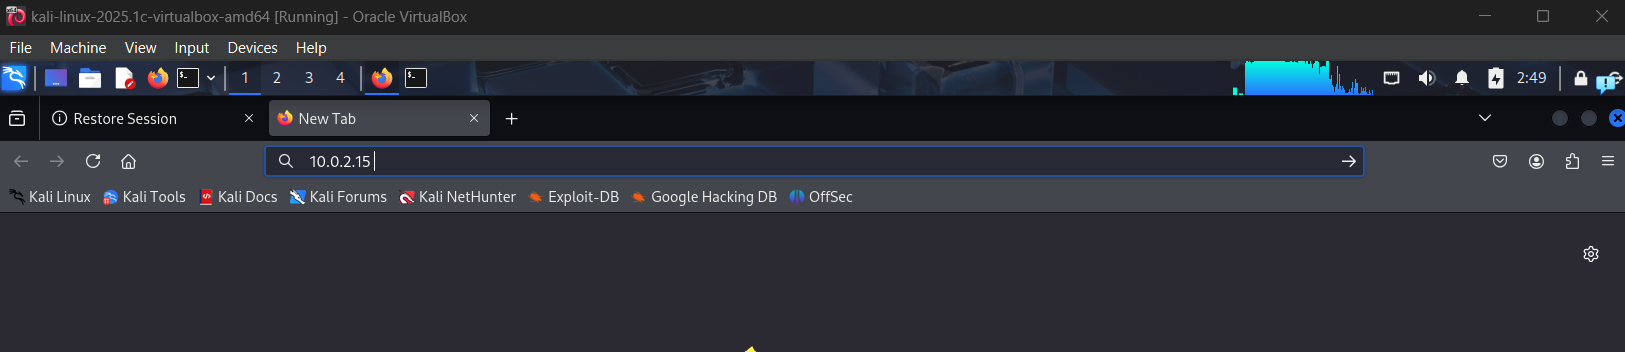 kali-linux-2025.1c-virtualbox-amd64 [Running] - Oracle VirtualBox
File Machine View Input Devices Help
1 2 3 4 2:49
Restore Session New Tab
10.0.2.15
Kali Linux Kali Tools Kali Docs Kali Forums Kali NetHunter Exploit-DB Google Hacking DB OffSec